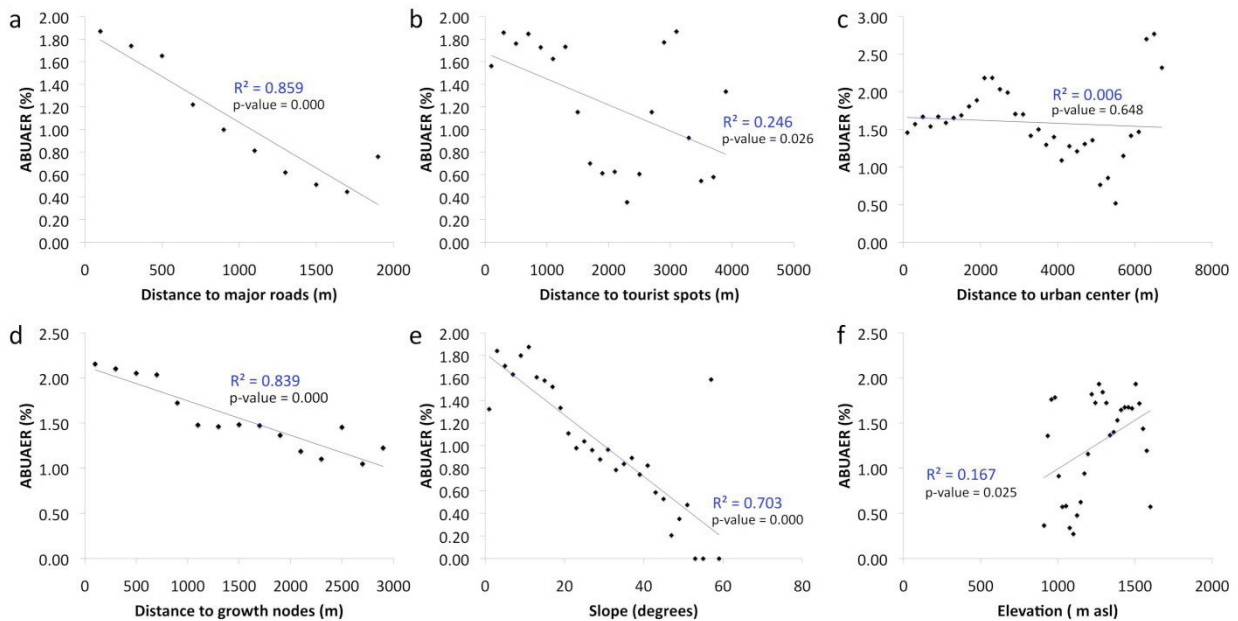 a
2.00
1.80
1.60
1.40
1.20
1.00
0.80
0.60
0.40
0.20
0.00
ABUAER (%)
R² = 0.859
p-value = 0.000
0 500 1000 1500 2000
Distance to major roads (m)
b
2.00
1.80
1.60
1.40
1.20
1.00
0.80
0.60
0.40
0.20
0.00
ABUAER (%)
R² = 0.246
p-value = 0.026
0 1000 2000 3000 4000 5000
Distance to tourist spots (m)
c
3.00
2.50
2.00
1.50
1.00
0.50
0.00
ABUAER (%)
R² = 0.006
p-value = 0.648
0 2000 4000 6000 8000
Distance to urban center (m)
d
2.50
2.00
1.50
1.00
0.50
0.00
ABUAER (%)
R² = 0.839
p-value = 0.000
0 500 1000 1500 2000 2500 3000
Distance to growth nodes (m)
e
2.00
1.80
1.60
1.40
1.20
1.00
0.80
0.60
0.40
0.20
0.00
ABUAER (%)
R² = 0.703
p-value = 0.000
0 20 40 60 80
Slope (degrees)
f
2.50
2.00
1.50
1.00
0.50
0.00
ABUAER (%)
R² = 0.167
p-value = 0.025
0 500 1000 1500 2000
Elevation ( m asl)